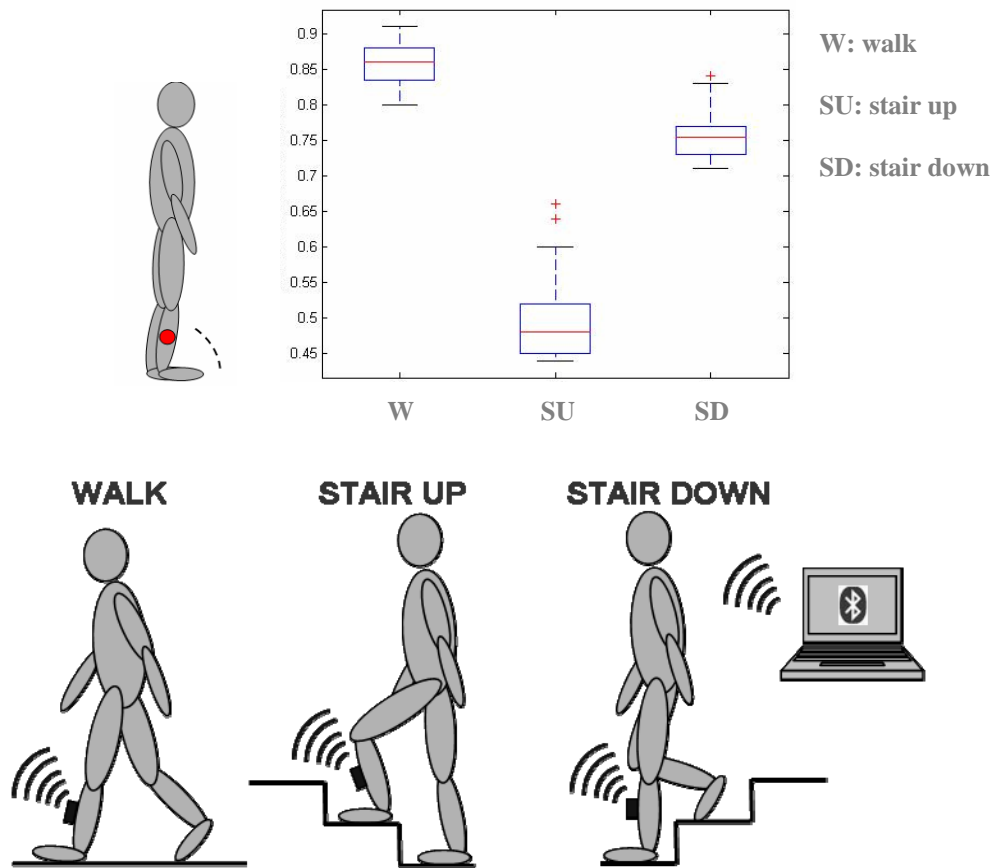 0.9
0.85
0.8
0.75
0.7
0.65
0.6
0.55
0.5
0.45
W
SU
SD
W: walk
SU: stair up
SD: stair down
WALK
STAIR UP
STAIR DOWN